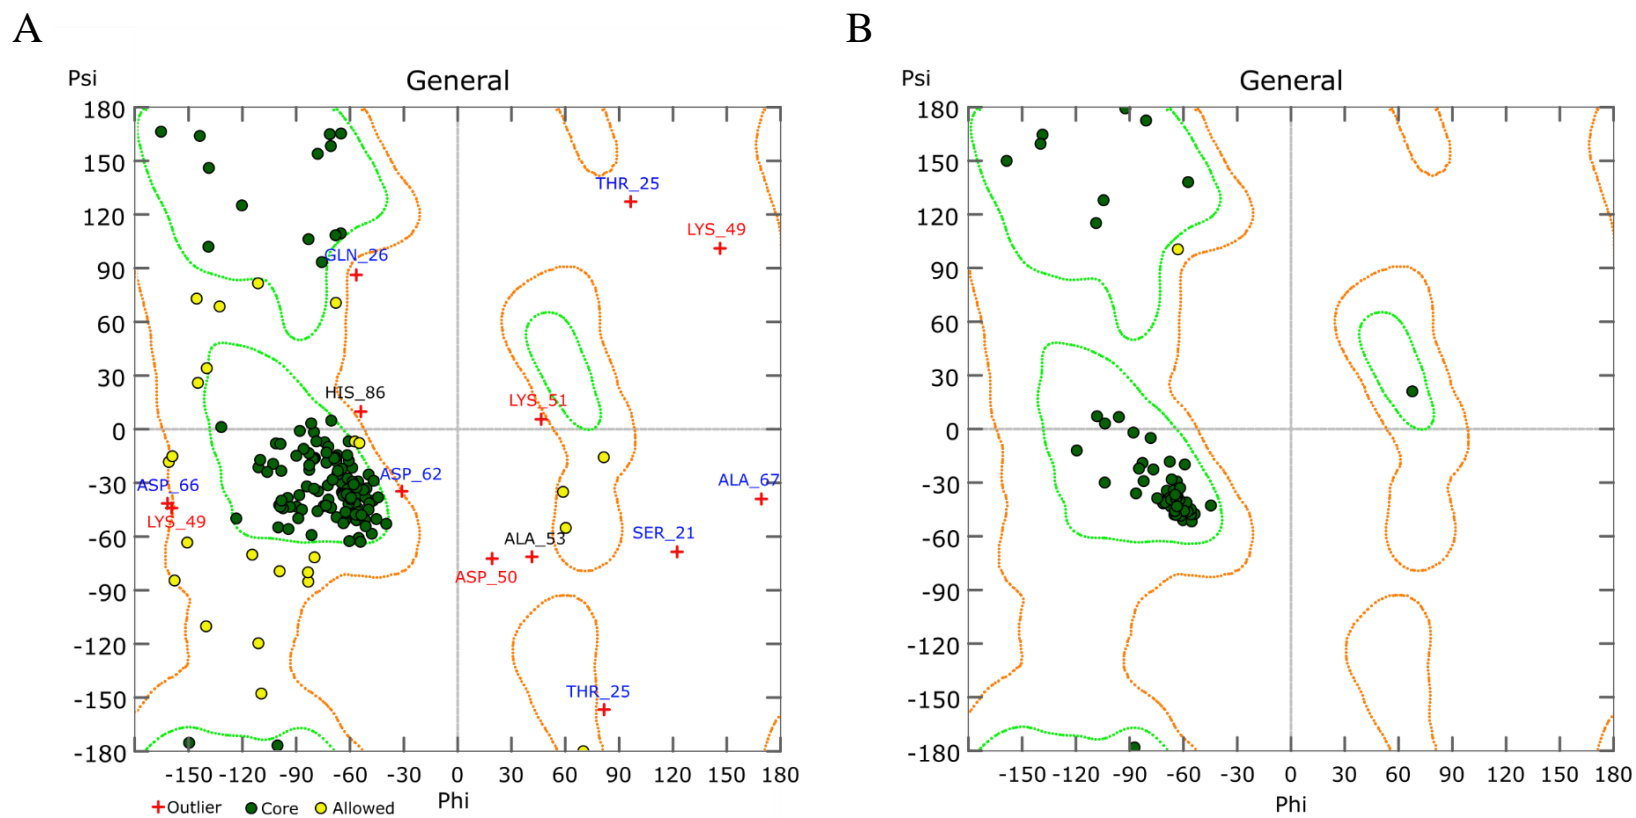 A
B
Psi
General
Psi
General
180
150
120
90
60
30
0
-30
-60
-90
-120
-150
-180
THR_25
LYS_49
GLN_26
HIS_86
LYS_51
ASP_66
ASP_62
ALA_67
LYS_49
ALA_53
SER_21
ASP_50
THR_25
-150 -120 -90 -60 -30 0 30 60 90 120 150 180
Phi
Outlier Core Allowed
180
150
120
90
60
30
0
-30
-60
-90
-120
-150
-180
-150 -120 -90 -60 -30 0 30 60 90 120 150 180
Phi